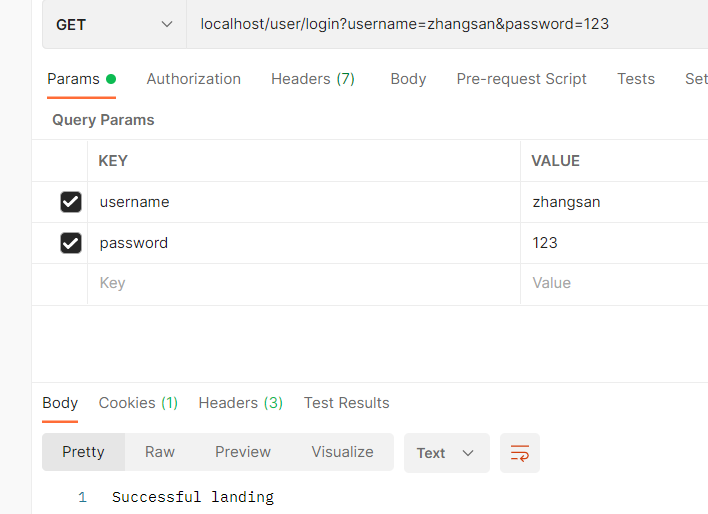 GET localhost/user/login?username=zhangsan&password=123
Params Authorization Headers (7) Body Pre-request Script Tests Set
Query Params
KEY VALUE
username zhangsan
password 123
Key Value
Body Cookies (1) Headers (3) Test Results
Pretty Raw Preview Visualize Text
1 Successful landing